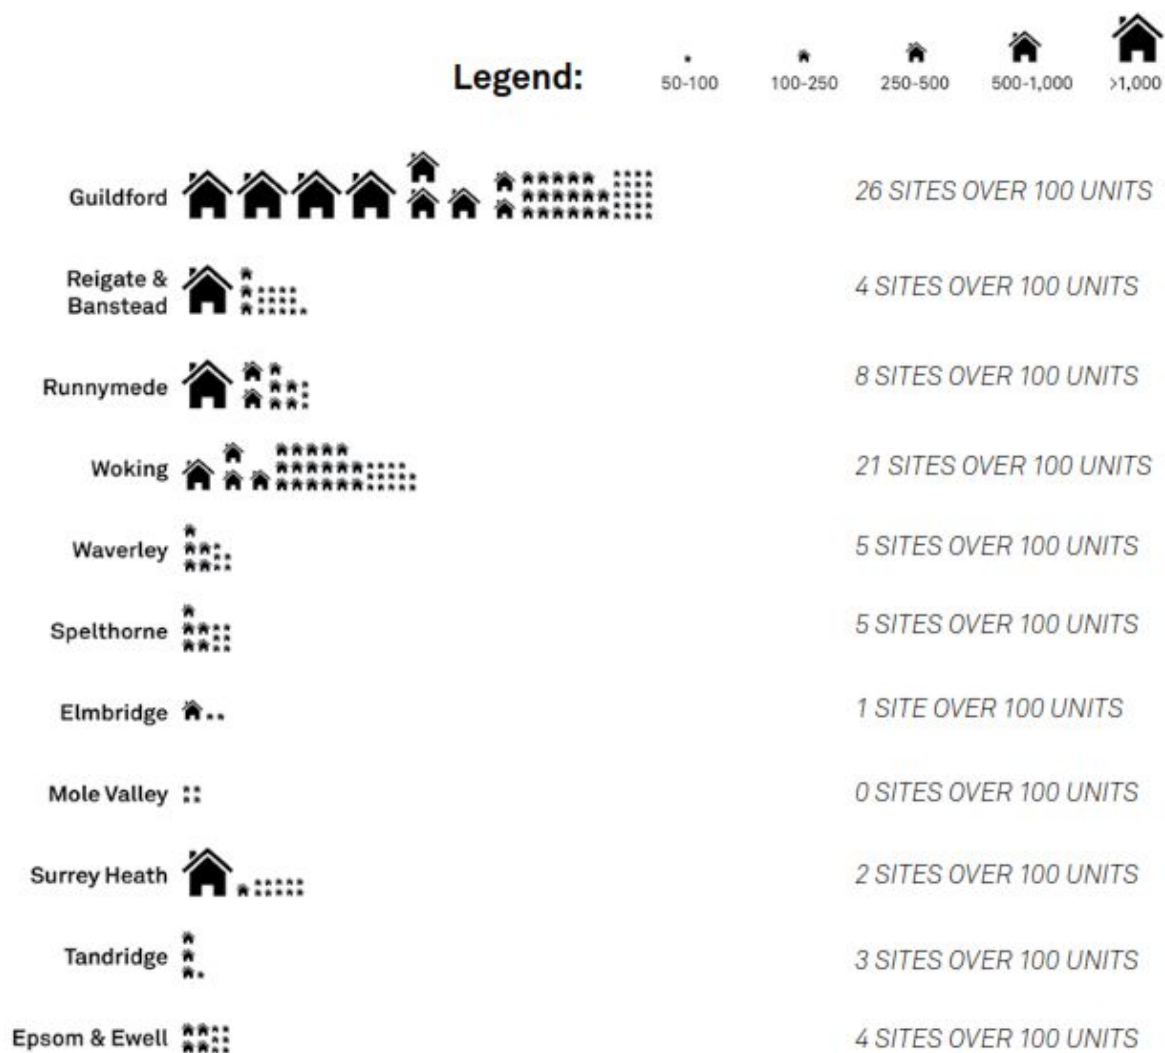 Legend:
50-100 100-250 250-500 500-1,000 >1,000
Guildford 26 SITES OVER 100 UNITS
Reigate &
Banstead 4 SITES OVER 100 UNITS
Runnymede 8 SITES OVER 100 UNITS
Woking 21 SITES OVER 100 UNITS
Waverley 5 SITES OVER 100 UNITS
Spelthorne 5 SITES OVER 100 UNITS
Elmbridge 1 SITE OVER 100 UNITS
Mole Valley 0 SITES OVER 100 UNITS
Surrey Heath 2 SITES OVER 100 UNITS
Tandridge 3 SITES OVER 100 UNITS
Epsom & Ewell 4 SITES OVER 100 UNITS